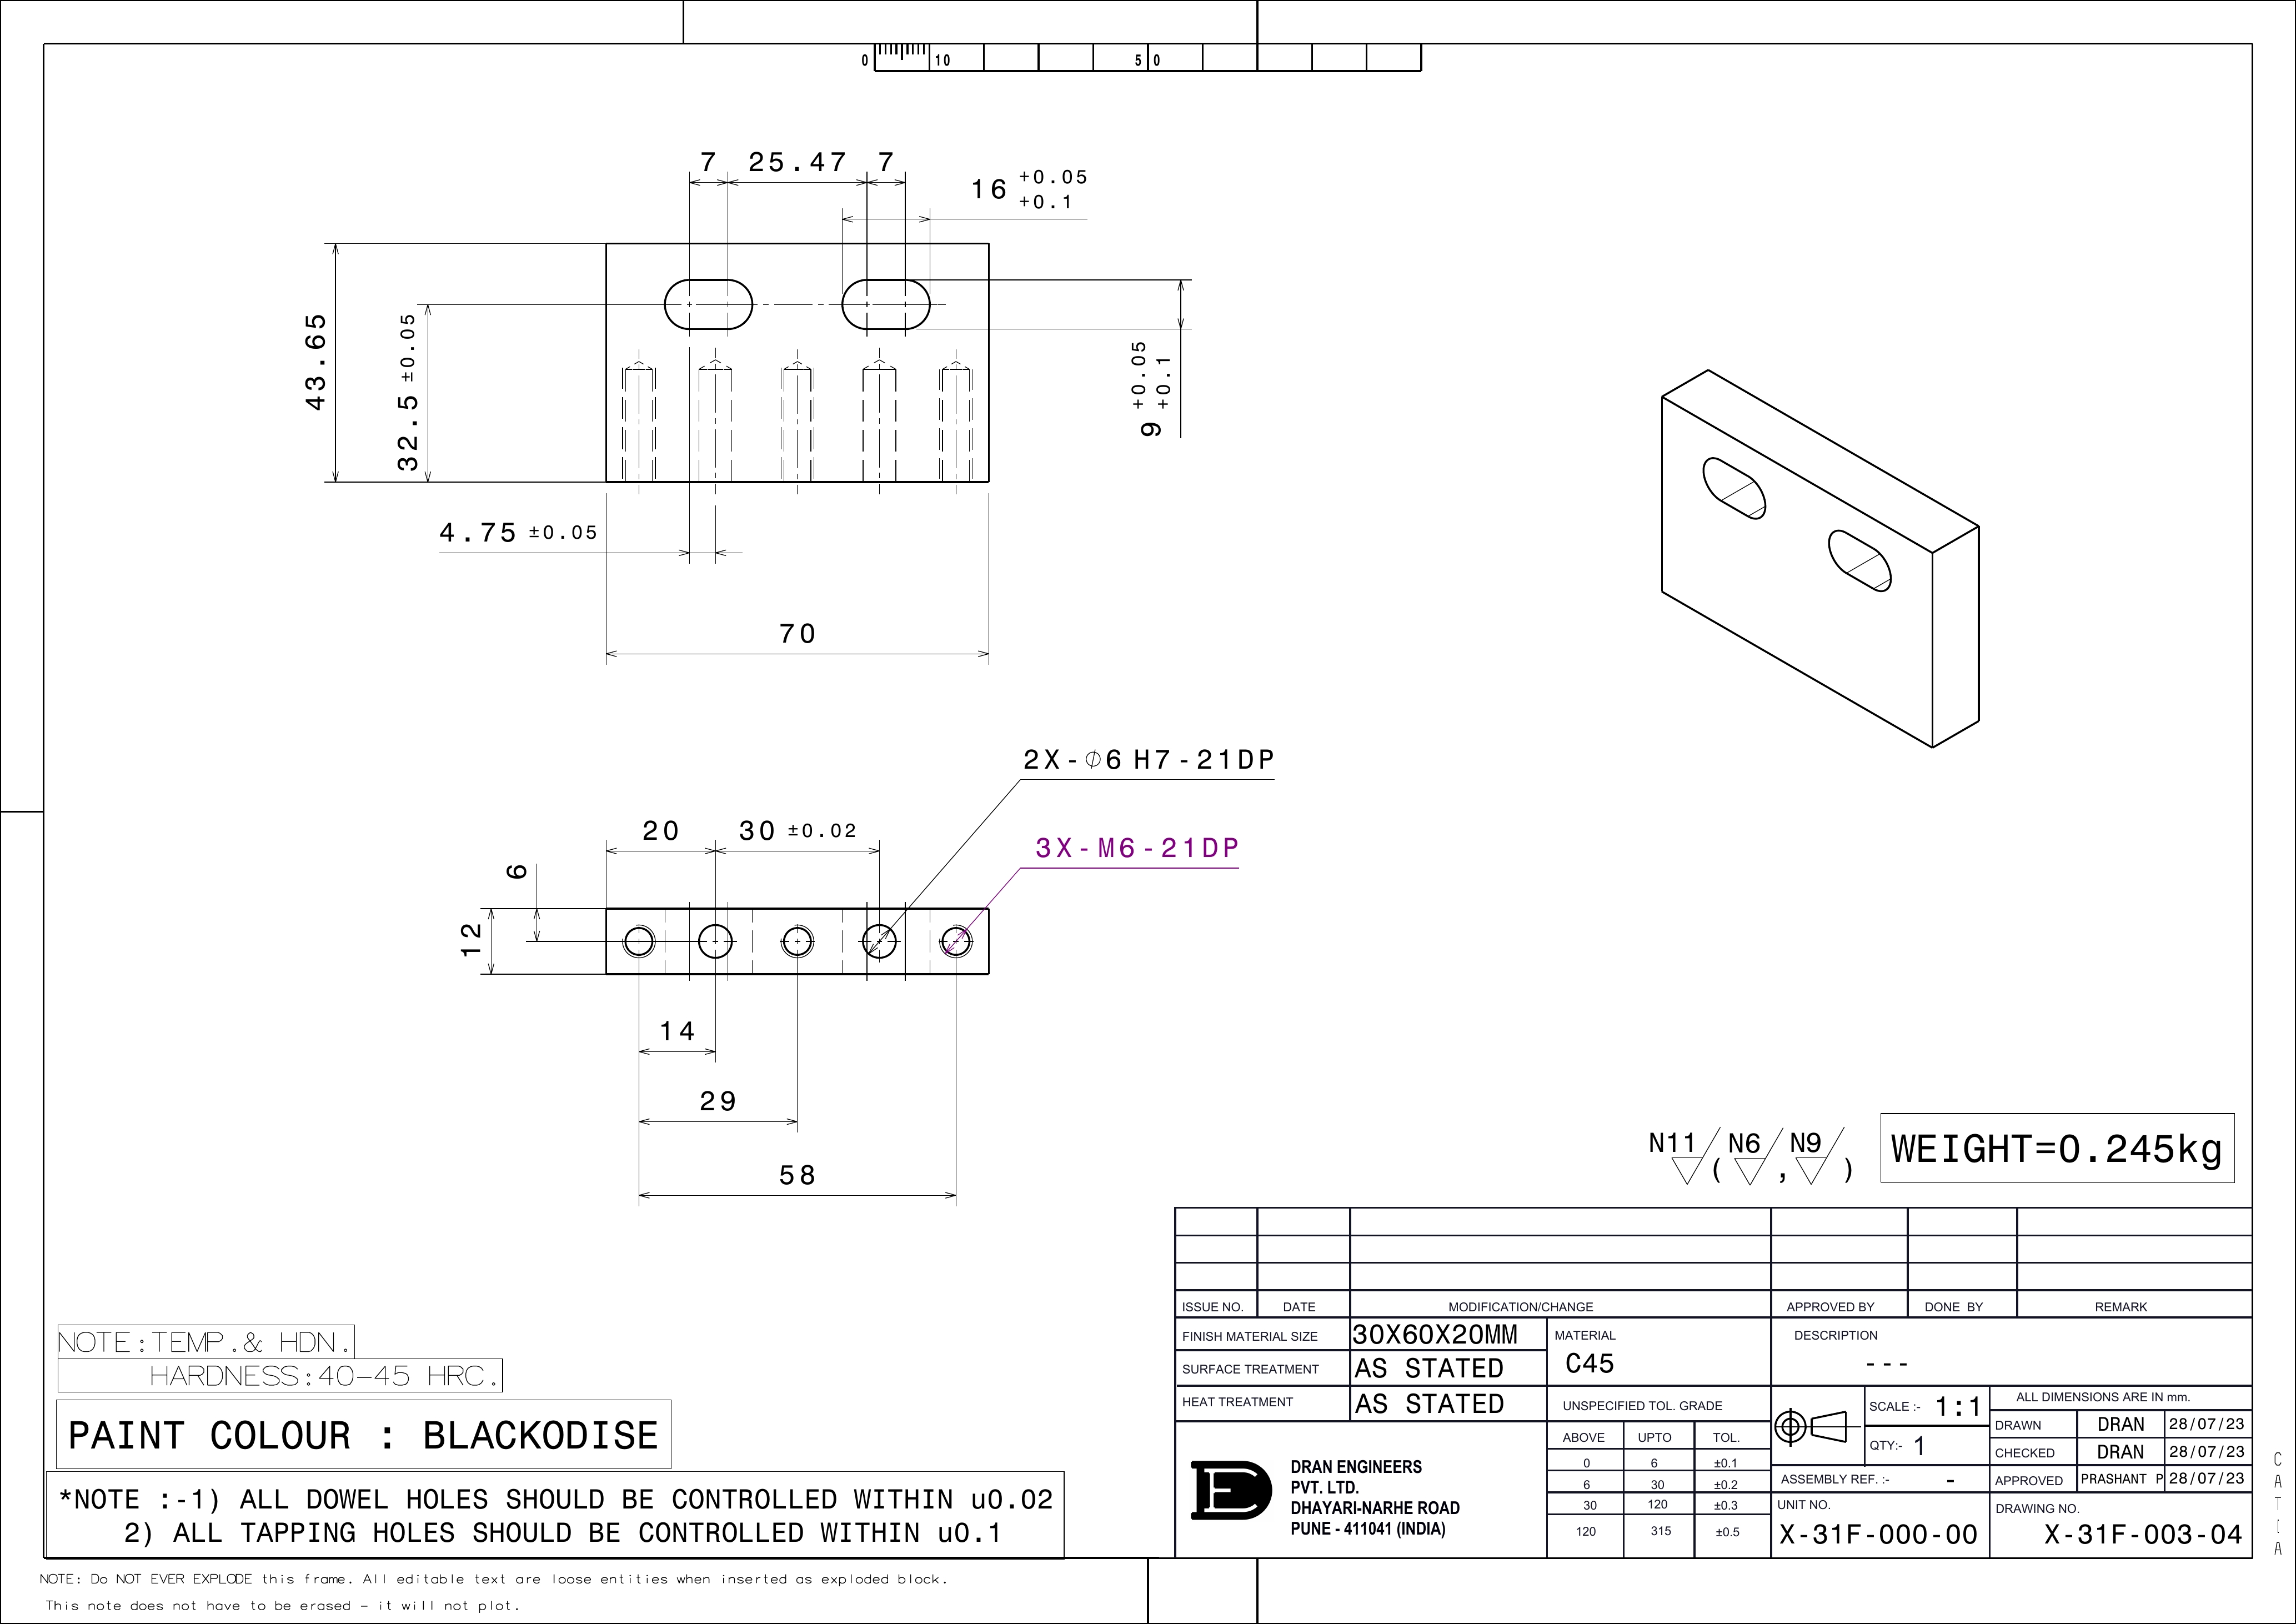 0 10 50
7 25.47 7
16 +0.05
+0.1
43.65
32.5 ±0.05
9 +0.05
+0.1
4.75 ±0.05
70
2X-∅6 H7-21DP
20 30 ±0.02
3X-M6-21DP
6
12
14
29
58
N11 ( N6 , N9 )
WEIGHT=0.245kg
ISSUE NO. DATE MODIFICATION/CHANGE APPROVED BY DONE BY REMARK
FINISH MATERIAL SIZE 30X60X20MM
SURFACE TREATMENT AS STATED
HEAT TREATMENT AS STATED
MATERIAL
C45
DESCRIPTION
---
UNSPECIFIED TOL. GRADE
ABOVE UPTO TOL.
0 6 ±0.1
6 30 ±0.2
30 120 ±0.3
120 315 ±0.5
SCALE :- 1:1
QTY:- 1
ALL DIMENSIONS ARE IN mm.
DRAWN DRAN 28/07/23
CHECKED DRAN 28/07/23
APPROVED PRASHANT P 28/07/23
ASSEMBLY REF. :- -
UNIT NO.
X-31F-000-00
DRAWING NO.
X-31F-003-04
DE
DRAN ENGINEERS
PVT. LTD.
DHAYARI-NARHE ROAD
PUNE - 411041 (INDIA)
CATIA
NOTE:TEMP.& HDN.
HARDNESS:40-45 HRC.
PAINT COLOUR : BLACKODISE
*NOTE :-1) ALL DOWEL HOLES SHOULD BE CONTROLLED WITHIN u0.02
2) ALL TAPPING HOLES SHOULD BE CONTROLLED WITHIN u0.1
NOTE: Do NOT EVER EXPLODE this frame. All editable text are loose entities when inserted as exploded block.
This note does not have to be erased - it will not plot.